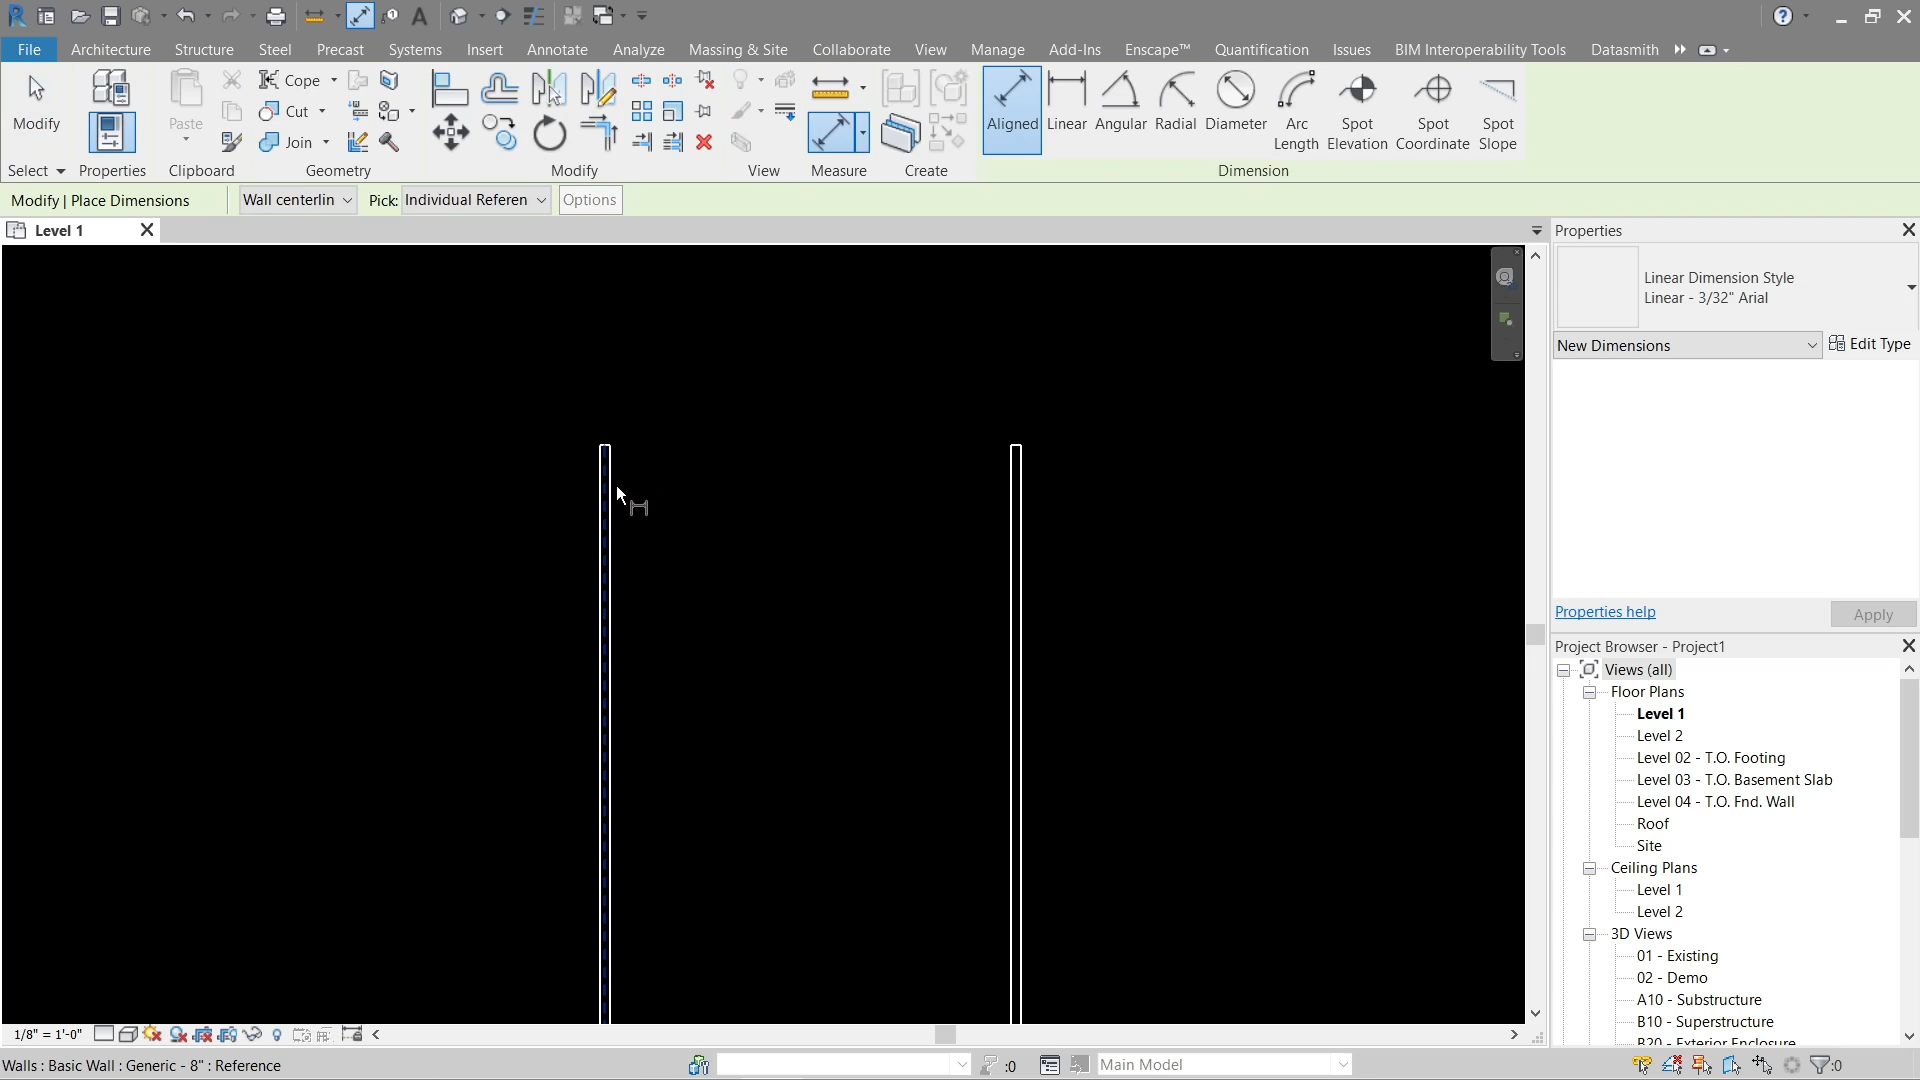 File Architecture Structure Steel Precast Systems Insert Annotate Analyze Massing & Site Collaborate View Manage Add-Ins Enscape™ Quantification Issues BIM Interoperability Tools Datasmith
Cope
Cut
Join
Modify
Paste
Aligned Linear Angular Radial Diameter Arc Length Spot Elevation Spot Coordinate Spot Slope
Select Properties Clipboard Geometry Modify View Measure Create Dimension
Modify | Place Dimensions Wall centerlin Pick: Individual Referen Options
Level 1
Properties
Linear Dimension Style
Linear - 3/32" Arial
New Dimensions Edit Type
Properties help Apply
Project Browser - Project1
Views (all)
Floor Plans
Level 1
Level 2
Level 02 - T.O. Footing
Level 03 - T.O. Basement Slab
Level 04 - T.O. Fnd. Wall
Roof
Site
Ceiling Plans
Level 1
Level 2
3D Views
01 - Existing
02 - Demo
A10 - Substructure
B10 - Superstructure
B20 - Exterior Enclosure
1/8" = 1'-0"
Walls : Basic Wall : Generic - 8" : Reference :0 Main Model :0